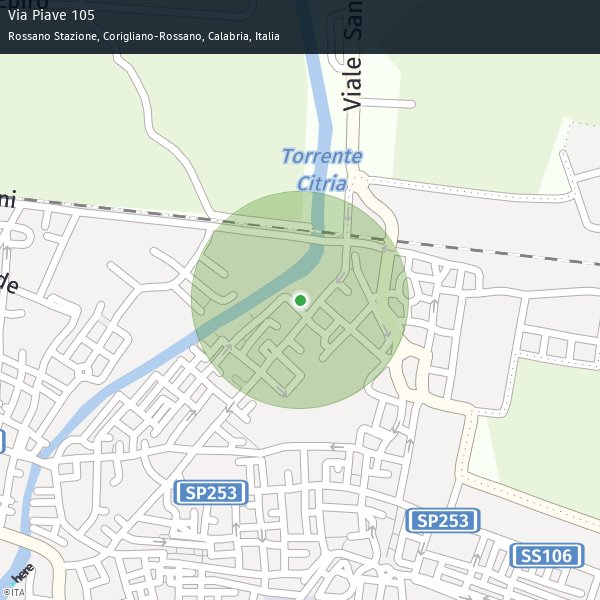 Via Piave 105
Rossano Stazione, Corigliano-Rossano, Calabria, Italia
Viale San
Torrente
Citria
ni
de
SP253
SP253
SS106
here
©ITA